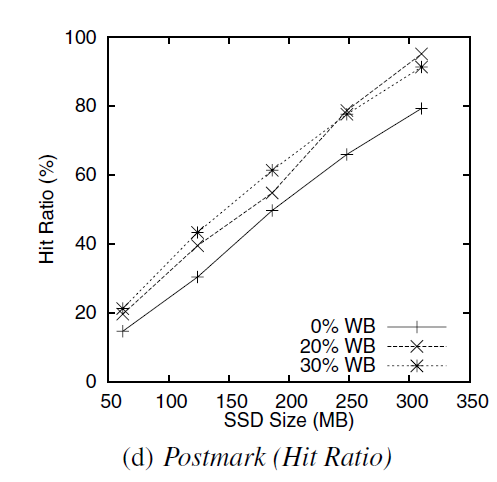 100
80
60
40
20
0
Hit Ratio (%)
0% WB
20% WB
30% WB
50 100 150 200 250 300 350
SSD Size (MB)
(d) Postmark (Hit Ratio)